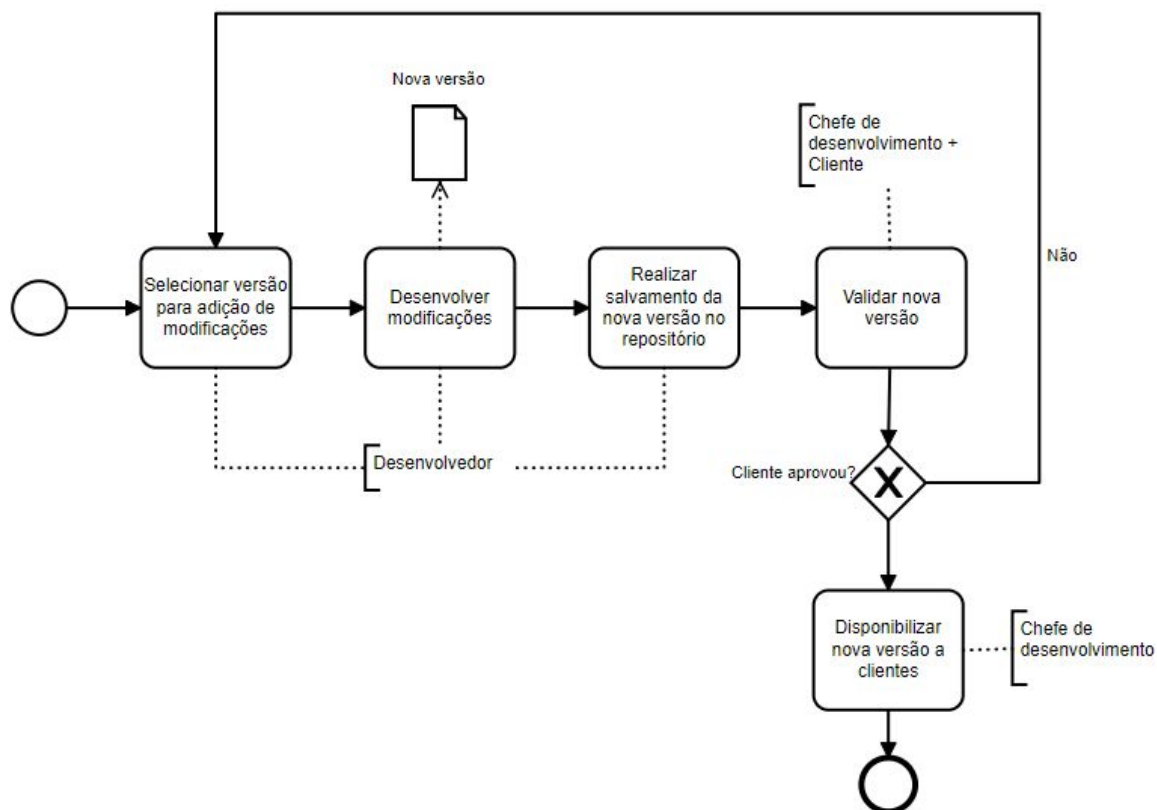 Nova versão
Chefe de
desenvolvimento +
Cliente
Selecionar versão
para adição de
modificações
Desenvolver
modificações
Realizar
salvamento da
nova versão no
repositório
Validar nova
versão
Não
Desenvolvedor
Cliente aprovou?
X
Disponibilizar
nova versão a
clientes
Chefe de
desenvolvimento